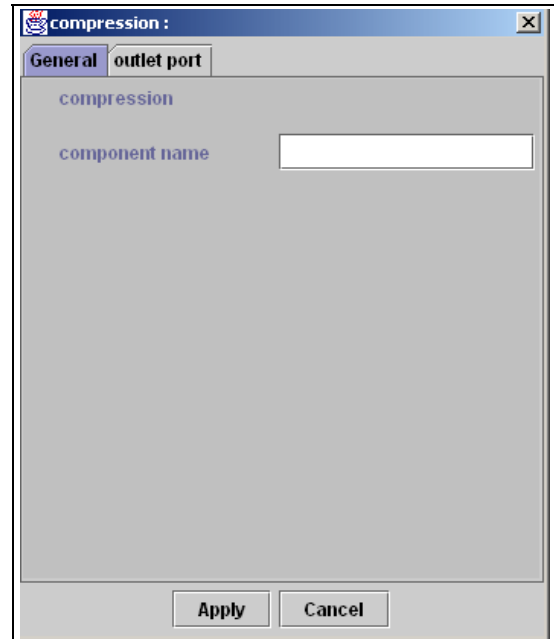 compression :
General outlet port
compression
component name
Apply Cancel